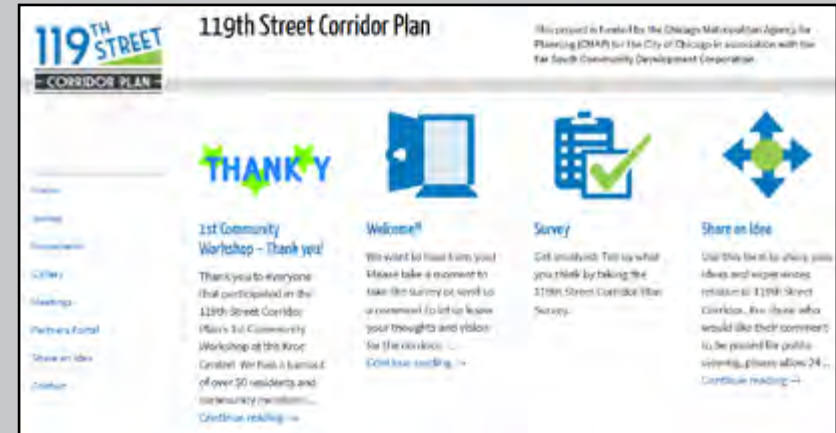 119TH STREET
- CORRIDOR PLAN -
119th Street Corridor Plan
This project is funded by the Chicago Metropolitan Agency for
Planning (CMAP) for the City of Chicago in association with the
Far South Community Development Corporation
Survey
Gallery
Meetings
Partners Portal
Share an Idea
Contact
THANK Y
1st Community
Workshop – Thank you!
Thank you to everyone
that participated in the
119th Street Corridor
Plan's 1st Community
Workshop at the Kroc
Center! We had a turnout
of over 50 residents and
community members...
Continue reading →
Welcome!!
We want to hear from you!
Please take a moment to
take the survey or send us
a comment to let us know
your thoughts and vision
for the corridor. ...
Continue reading →
Survey
Get involved! Tell us what
you think by taking the
119th Street Corridor Plan
Survey.
Share an Idea
Use this form to share your
ideas and experiences
relative to 119th Street
Corridor. For those who
would like their comment
to be posted for public
viewing, please allow 24 ...
Continue reading →